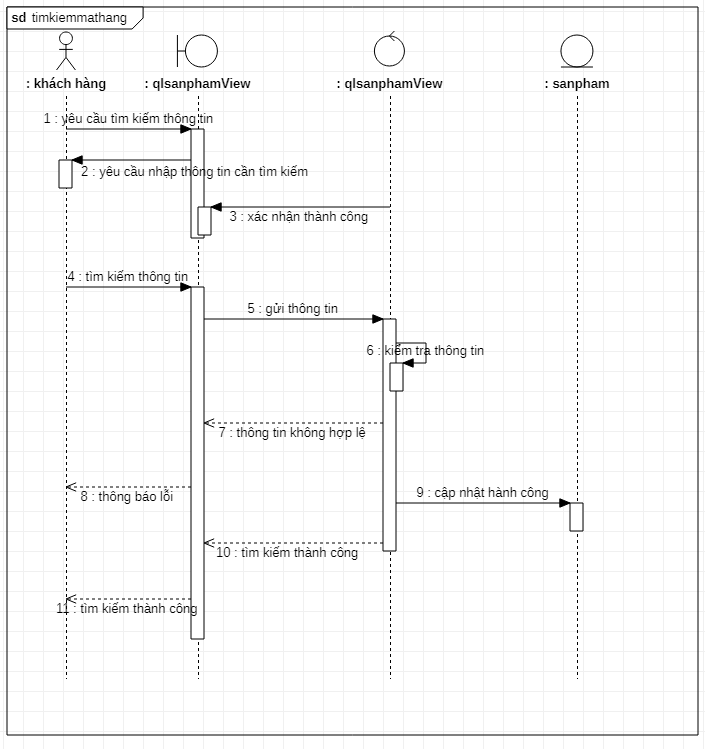 sd timkiemmathang
: khách hàng
: qlsanphamView
: qlsanphamView
: sanpham
1 : yêu cầu tìm kiếm thông tin
2 : yêu cầu nhập thông tin cần tìm kiếm
3 : xác nhận thành công
4 : tìm kiếm thông tin
5 : gửi thông tin
6 : kiểm tra thông tin
7 : thông tin không hợp lệ
8 : thông báo lỗi
9 : cập nhật hành công
10 : tìm kiếm thành công
11 : tìm kiếm thành công